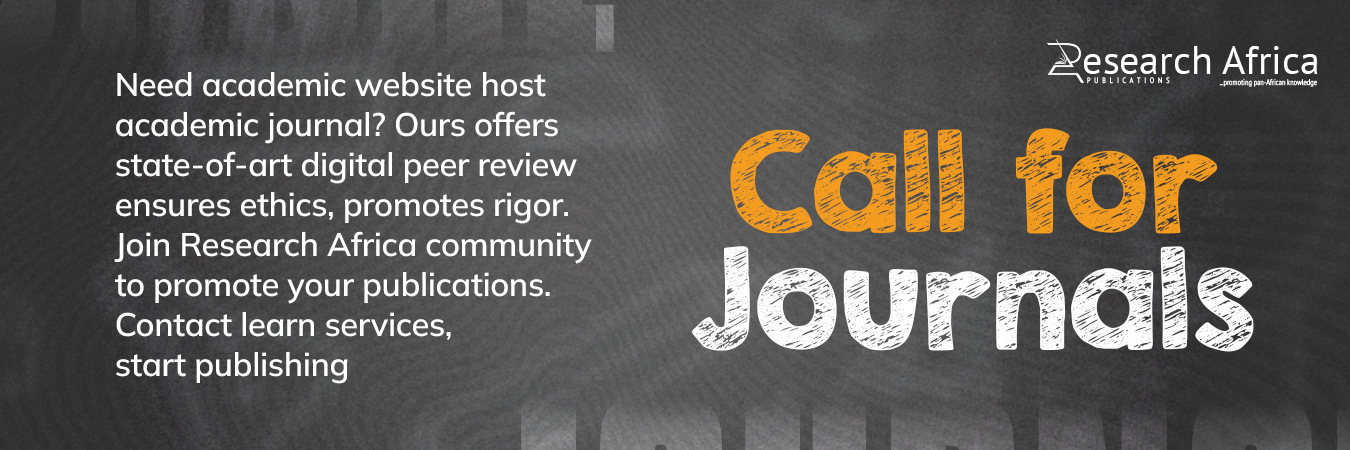 Need academic website host
academic journal? Ours offers
state-of-art digital peer review
ensures ethics, promotes rigor.
Join Research Africa community
to promote your publications.
Contact learn services,
start publishing
Research Africa
PUBLICATIONS
...promoting pan-African knowledge
Call for
Journals